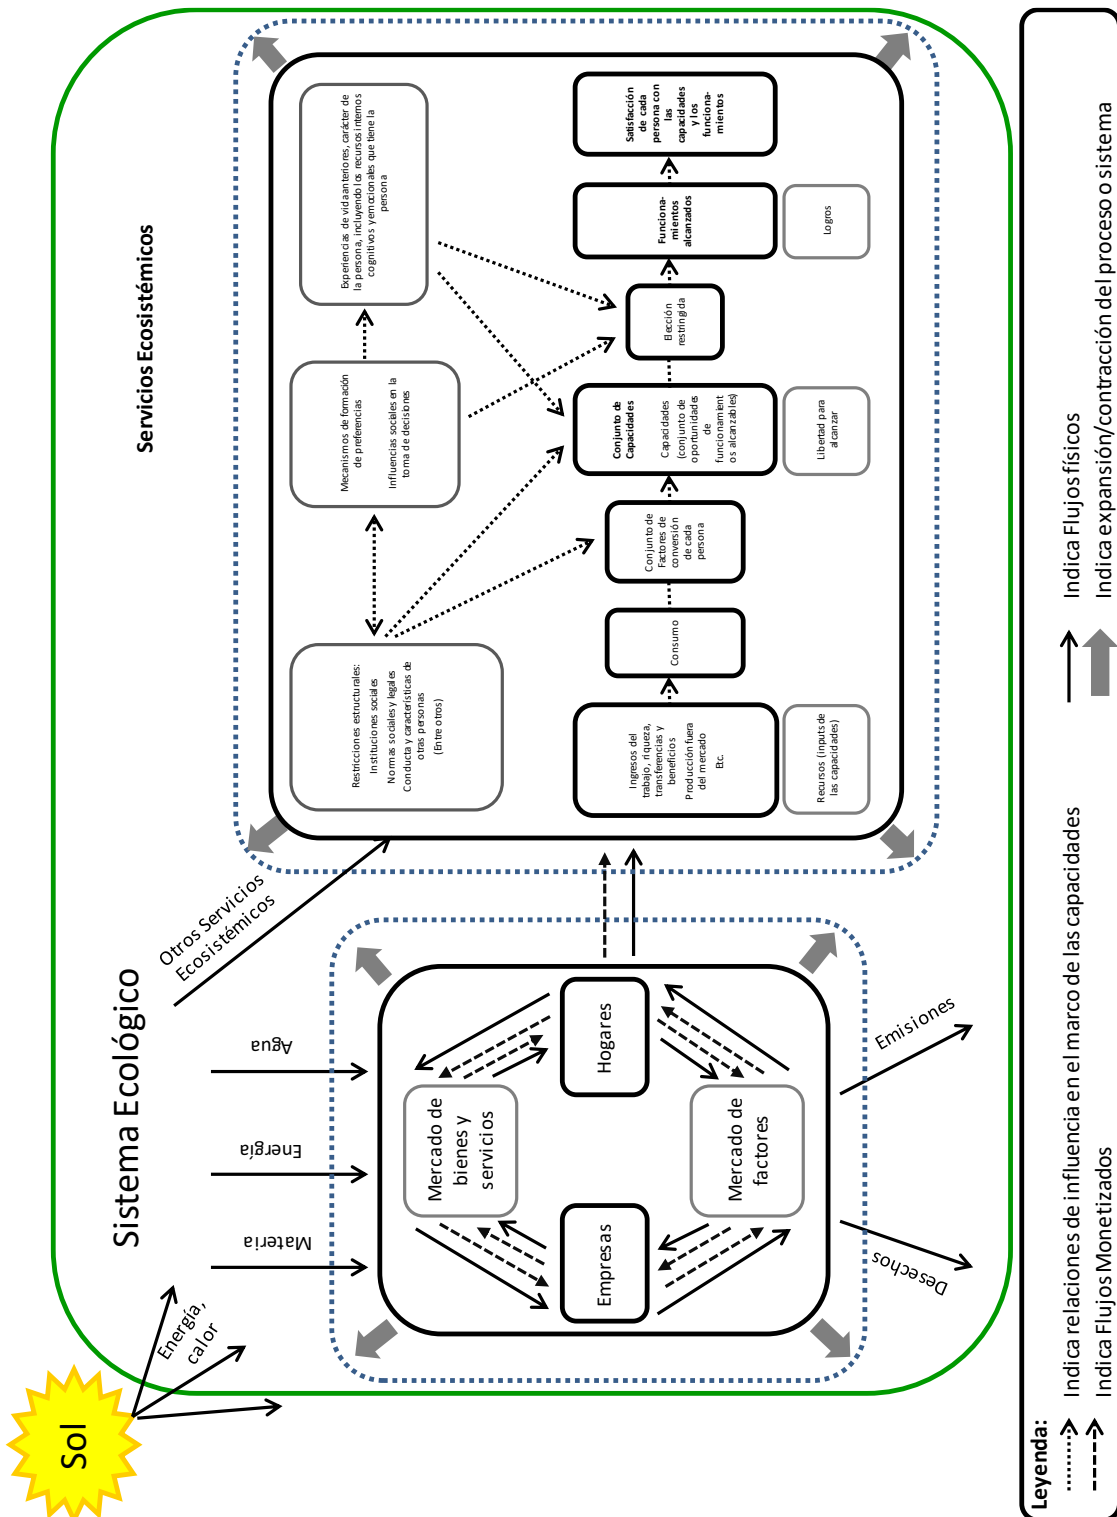 Sol
Energía,
calor
Sistema Ecológico
Materia
Energía
Agua
Otros Servicios
Ecosistémicos
Servicios Ecosistémicos
Mercado de
bienes y
servicios
Empresas
Hogares
Mercado de
factores
Desechos
Emisiones
Restricciones estructurales:
Instituciones sociales
Normas sociales y legales
Conducta y características de
otras personas
(Entre otros)
Mecanismos de formación
de preferencias
Influencias sociales en la
toma de decisiones
Experiencias de vida anteriores, carácter de
la persona, incluyendo los recursos internos
cognitivos y emocionales que tiene la
persona
Ingresos del
trabajo, riqueza,
transferencias y
beneficios
Producción fuera
del mercado
Etc.
Recursos (inputs de
las capacidades)
Consumo
Conjunto de
Factores de
conversión
de cada
persona
Conjunto de
Capacidades
Capacidades
(conjunto de
oportunidades
de
funcionamient
os alcanzables)
Libertad para
alcanzar
Elección
restringida
Funciona-
mientos
alcanzados
Logros
Satisfacción
de cada
persona con
las
capacidades
y los
funciona-
mientos
Leyenda:
Indica relaciones de influencia en el marco de las capacidades
Indica Flujos Monetizados
Indica Flujos físicos
Indica expansión/contracción del proceso o sistema